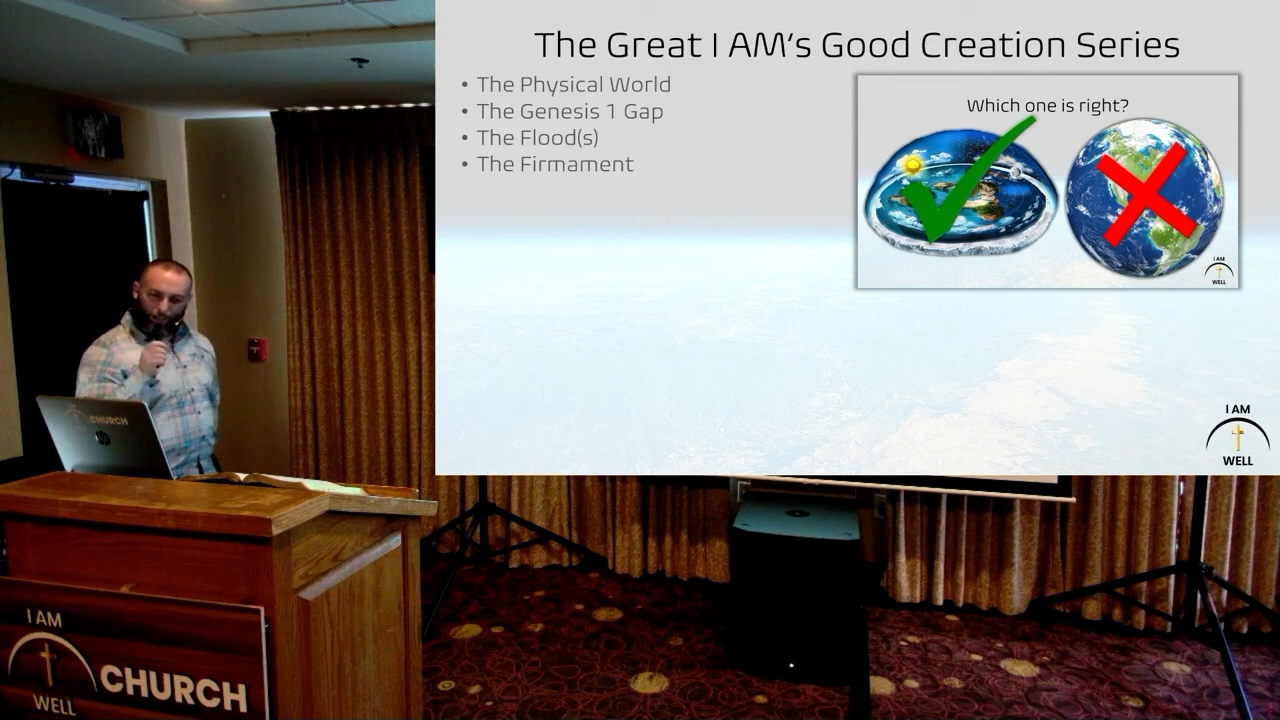 The Great I AM's Good Creation Series
• The Physical World
• The Genesis 1 Gap
• The Flood(s)
• The Firmament
Which one is right?
I AM
WELL
I AM
WELL
CHURCH
hp
I AM
CHURCH
WELL